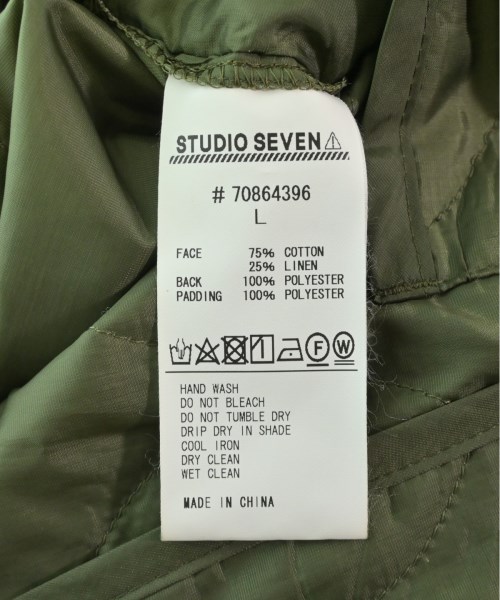 STUDIO SEVEN
# 70864396
L
FACE 75% COTTON
25% LINEN
BACK 100% POLYESTER
PADDING 100% POLYESTER
F W
HAND WASH
DO NOT BLEACH
DO NOT TUMBLE DRY
DRIP DRY IN SHADE
COOL IRON
DRY CLEAN
WET CLEAN
MADE IN CHINA